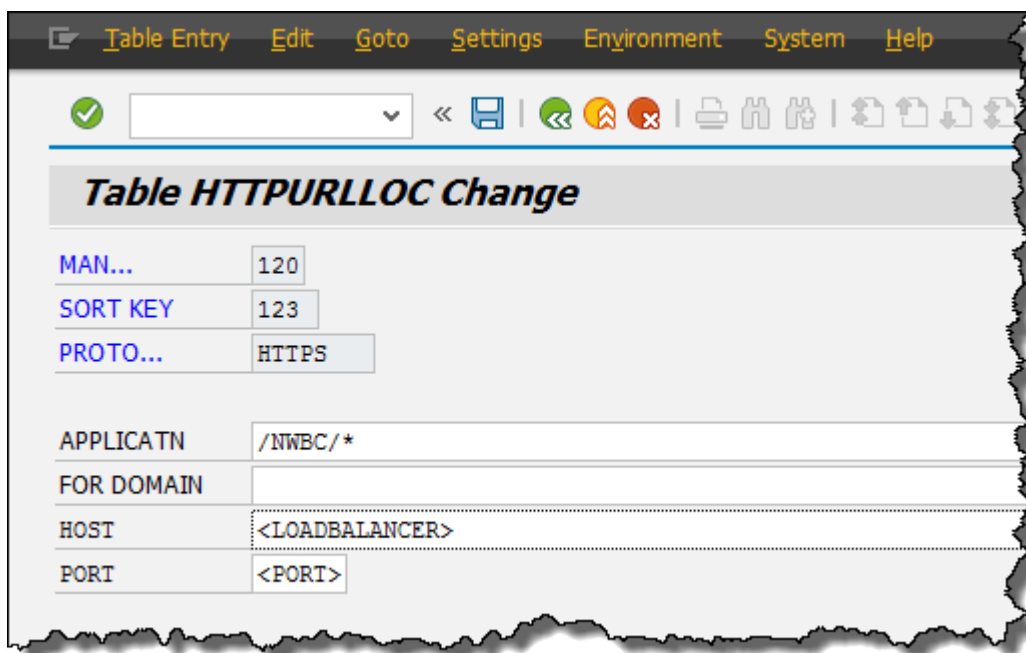 Table Entry Edit Goto Settings Environment System Help
Table HTTPURLLOC Change
MAN... 120
SORT KEY 123
PROTO... HTTPS
APPLICATN /NWBC/*
FOR DOMAIN
HOST <LOADBALANCER>
PORT <PORT>